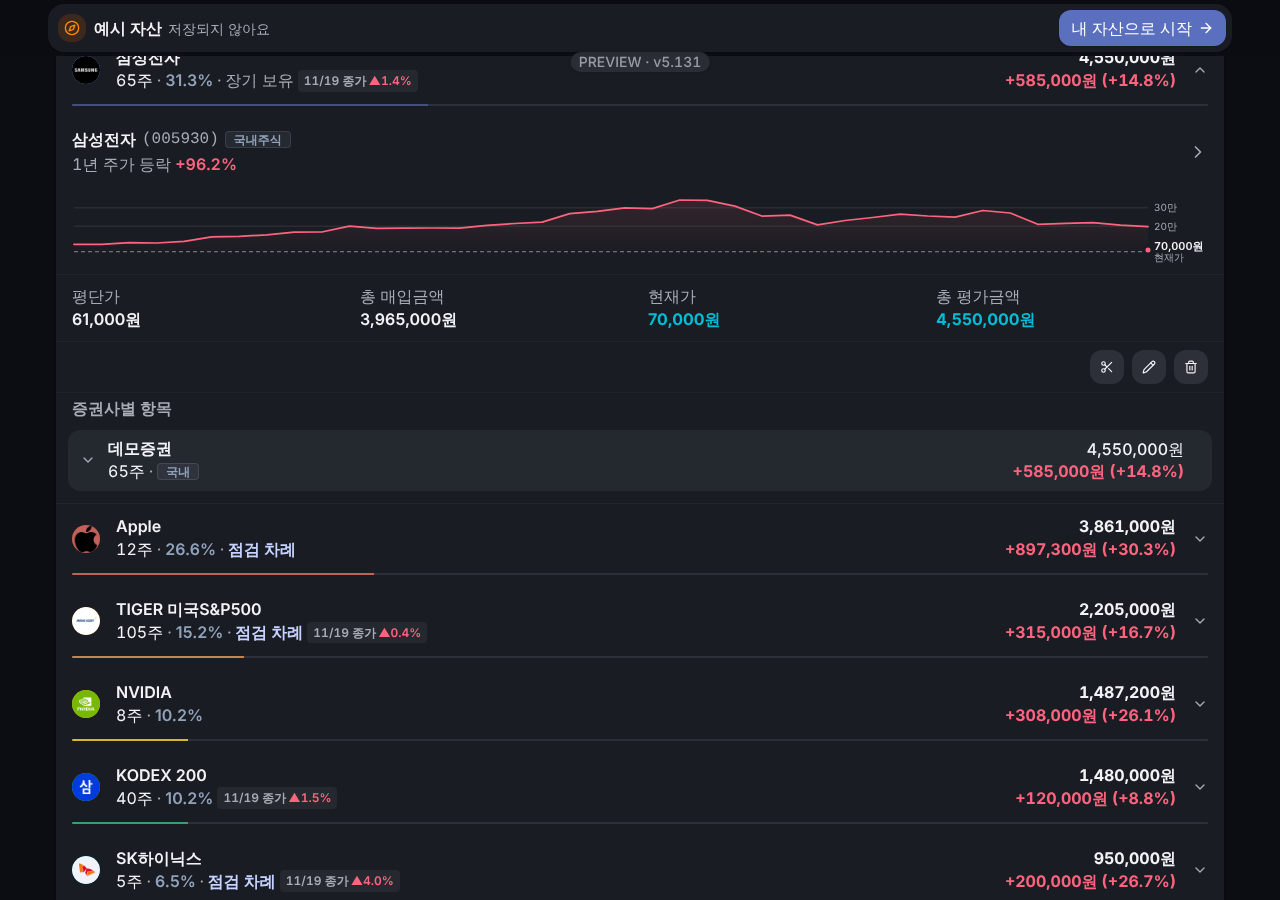 예시 자산 저장되지 않아요
내 자산으로 시작 →
PREVIEW · v5.131
SAMSUNG
삼성전자
4,550,000원
65주 · 31.3% · 장기 보유 11/19 종가 ▲1.4%
+585,000원 (+14.8%)
삼성전자 (005930) 국내주식
1년 주가 등락 +96.2%
30만
20만
70,000원
현재가
평단가
61,000원
총 매입금액
3,965,000원
현재가
70,000원
총 평가금액
4,550,000원
증권사별 항목
데모증권
4,550,000원
65주 · 국내
+585,000원 (+14.8%)
Apple
3,861,000원
12주 · 26.6% · 점검 차례
+897,300원 (+30.3%)
TIGER 미국S&P500
2,205,000원
105주 · 15.2% · 점검 차례 11/19 종가 ▲0.4%
+315,000원 (+16.7%)
NVIDIA
1,487,200원
8주 · 10.2%
+308,000원 (+26.1%)
삼
KODEX 200
1,480,000원
40주 · 10.2% 11/19 종가 ▲1.5%
+120,000원 (+8.8%)
SK하이닉스
950,000원
5주 · 6.5% · 점검 차례 11/19 종가 ▲4.0%
+200,000원 (+26.7%)